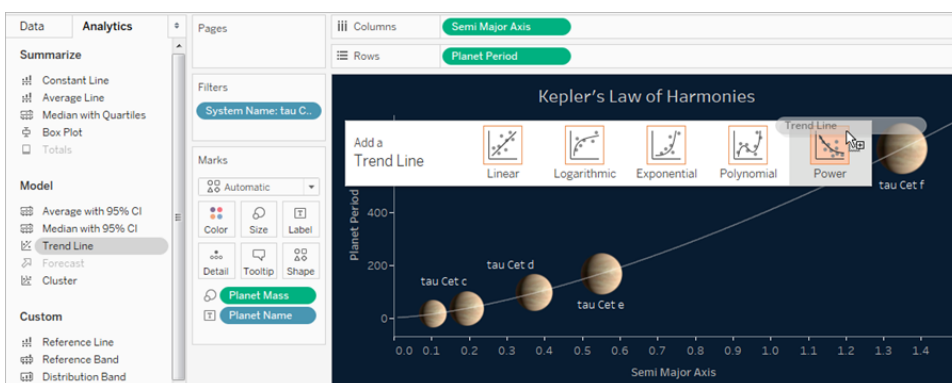 Data Analytics
Summarize
Constant Line
Average Line
Median with Quartiles
Box Plot
Totals
Model
Average with 95% CI
Median with 95% CI
Trend Line
Forecast
Cluster
Custom
Reference Line
Reference Band
Distribution Band
Pages
Filters
System Name: tau C..
Marks
Automatic
Color Size Label
Detail Tooltip Shape
Planet Mass
Planet Name
Columns Semi Major Axis
Rows Planet Period
Kepler's Law of Harmonies
Add a
Trend Line
Linear Logarithmic Exponential Polynomial Power
Trend Line
tau Cet f
Planet Period
400
200
0
tau Cet c
tau Cet d
tau Cet e
0.0 0.1 0.2 0.3 0.4 0.5 0.6 0.7 0.8 0.9 1.0 1.1 1.2 1.3 1.4
Semi Major Axis